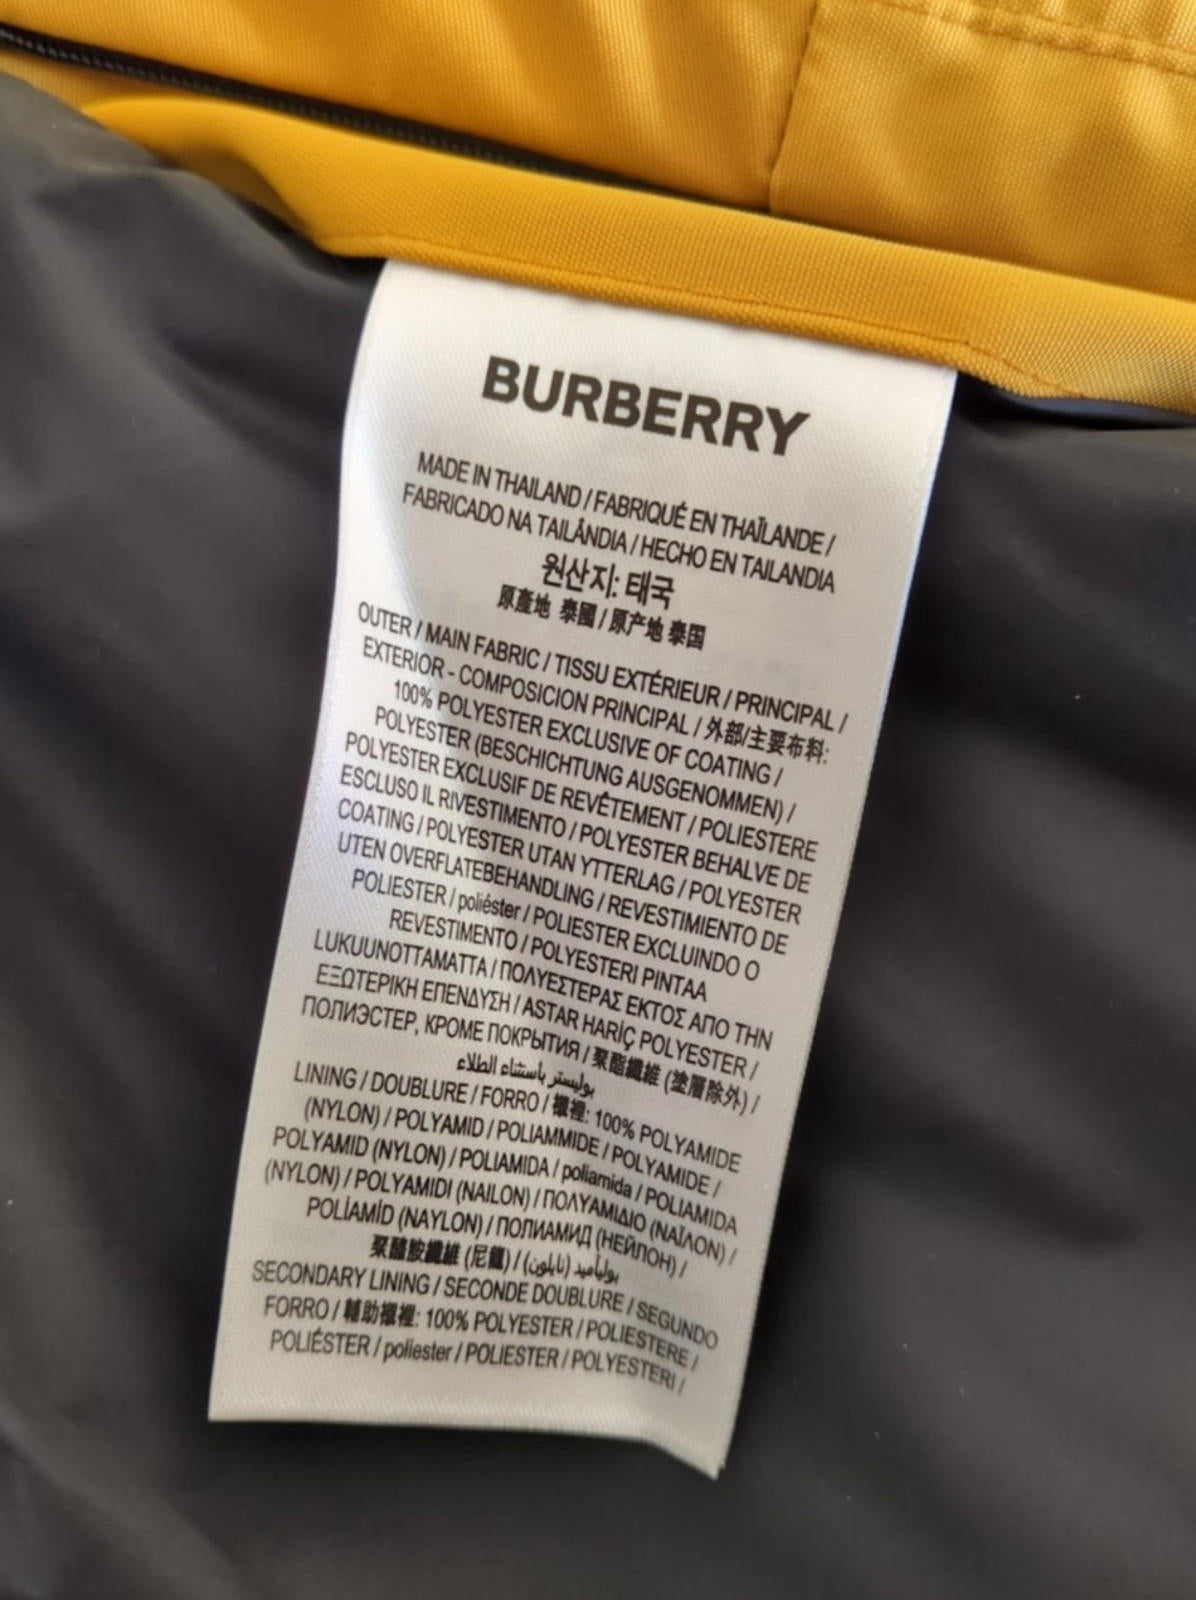 BURBERRY
MADE IN THAILAND / FABRIQUÉ EN THAÏLANDE /
FABRICADO NA TAILÂNDIA / HECHO EN TAILANDIA
원산지: 태국
原產地 泰國 / 原产地 泰国
OUTER / MAIN FABRIC / TISSU EXTÉRIEUR / PRINCIPAL /
EXTERIOR - COMPOSICION PRINCIPAL / 外部/主要布料:
100% POLYESTER EXCLUSIVE OF COATING /
POLYESTER (BESCHICHTUNG AUSGENOMMEN) /
POLYESTER EXCLUSIF DE REVÊTEMENT / POLIESTERE
ESCLUSO IL RIVESTIMENTO / POLYESTER BEHALVE DE
COATING / POLYESTER UTAN YTTERLAG / POLYESTER
UTEN OVERFLATEBEHANDLING / REVESTIMIENTO DE
POLIESTER / poliéster / POLIESTER EXCLUINDO O
REVESTIMENTO / POLYESTERI PINTAA
LUKUUNOTTAMATTA / ΠΟΛΥΕΣΤΕΡΑΣ ΕΚΤΟΣ ΑΠΟ ΤΗΝ
ΕΞΩΤΕΡΙΚΗ ΕΠΕΝΔΥΣΗ / ASTAR HARİÇ POLYESTER /
ПОЛИЭСТЕР, КРОМЕ ПОКРЫТИЯ / 聚酯纖維 (塗層除外) /
بوليستر باستثناء الطلاء
LINING / DOUBLURE / FORRO / 襯裡: 100% POLYAMIDE
(NYLON) / POLYAMID / POLIAMMIDE / POLYAMIDE /
POLYAMID (NYLON) / POLIAMIDA / poliamida / POLIAMIDA
(NYLON) / POLYAMIDI (NAILON) / ΠΟΛΥΑΜΙΔΙΟ (ΝΑΪΛΟΝ) /
POLİAMİD (NAYLON) / ПОЛИАМИД (НЕЙЛОН) /
聚醯胺纖維 (尼龍) / بولياميد (نايلون)
SECONDARY LINING / SECONDE DOUBLURE / SEGUNDO
FORRO / 輔助襯裡: 100% POLYESTER / POLIESTERE /
POLIÉSTER / poliester / POLIESTER / POLYESTERI /